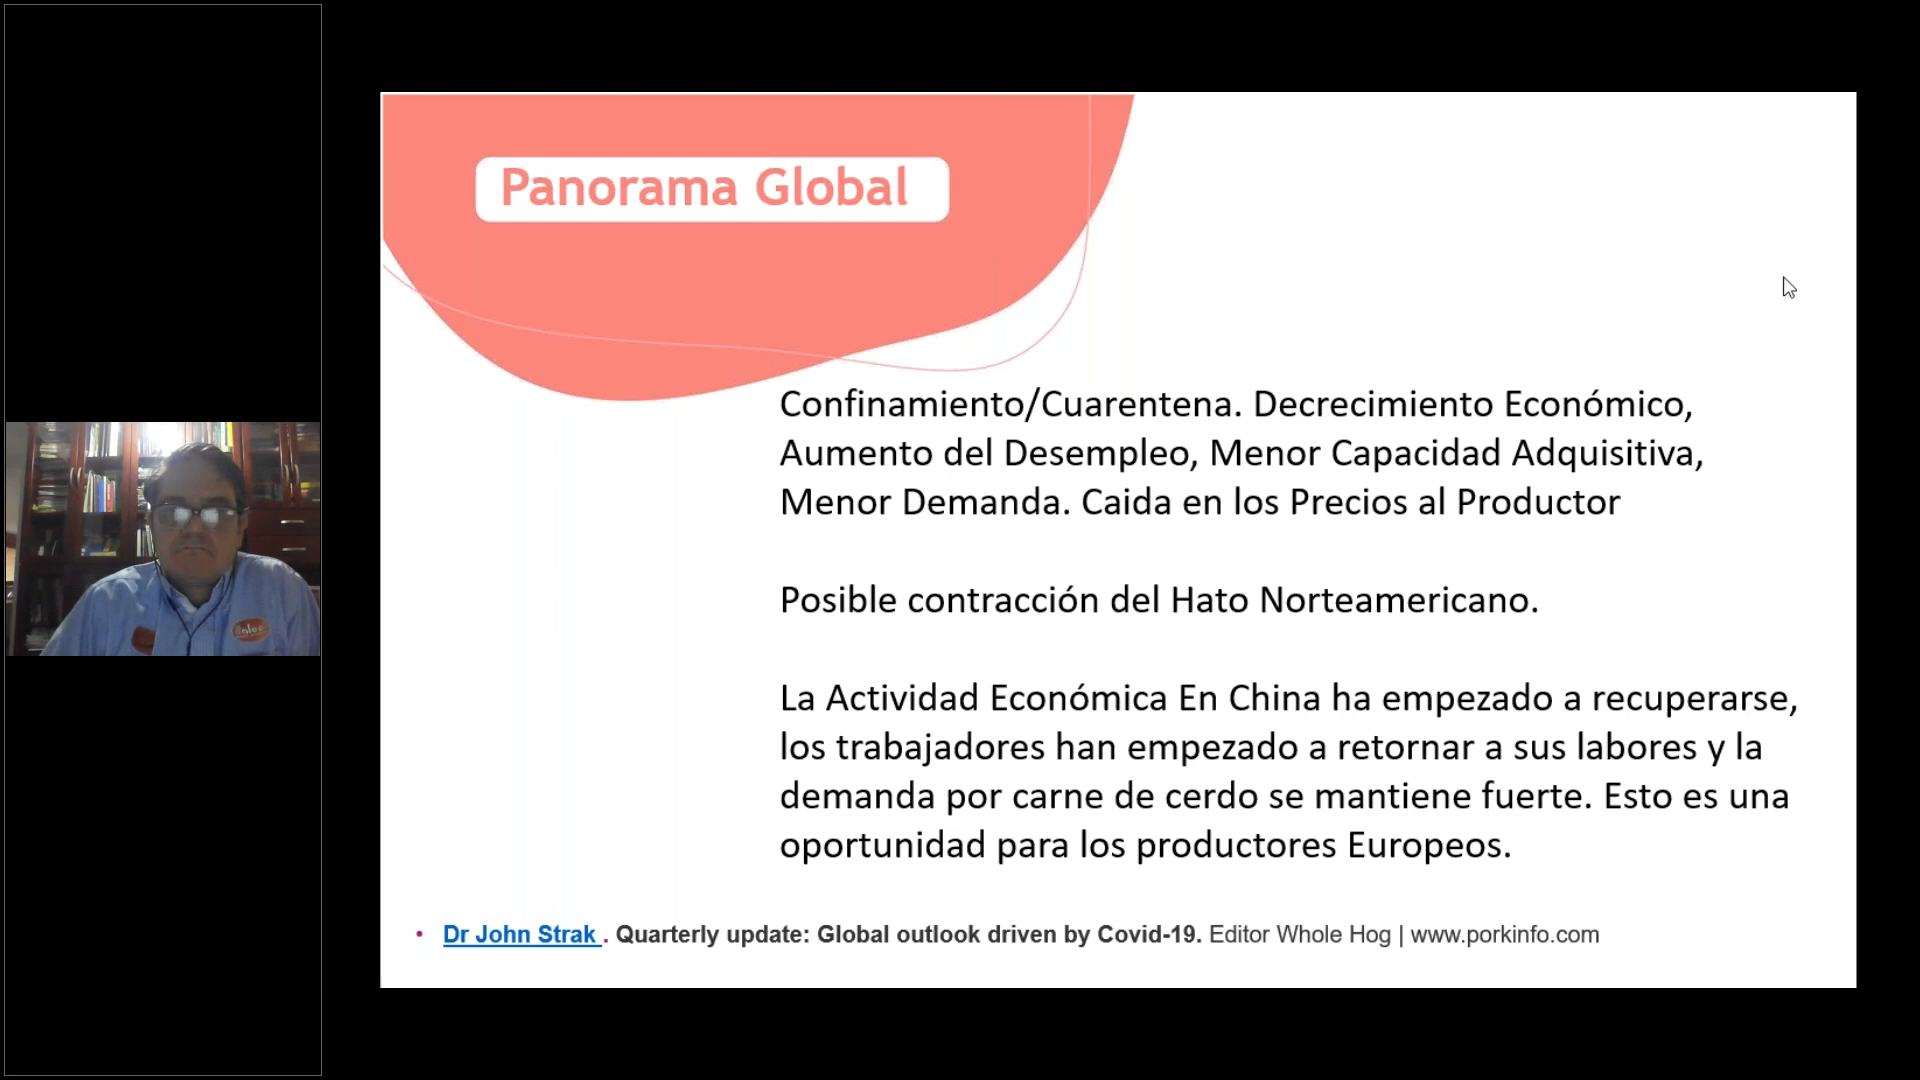 Panorama Global
Confinamiento/Cuarentena. Decrecimiento Económico,
Aumento del Desempleo, Menor Capacidad Adquisitiva,
Menor Demanda. Caida en los Precios al Productor
Posible contracción del Hato Norteamericano.
La Actividad Económica En China ha empezado a recuperarse,
los trabajadores han empezado a retornar a sus labores y la
demanda por carne de cerdo se mantiene fuerte. Esto es una
oportunidad para los productores Europeos.
• Dr John Strak . Quarterly update: Global outlook driven by Covid-19. Editor Whole Hog | www.porkinfo.com